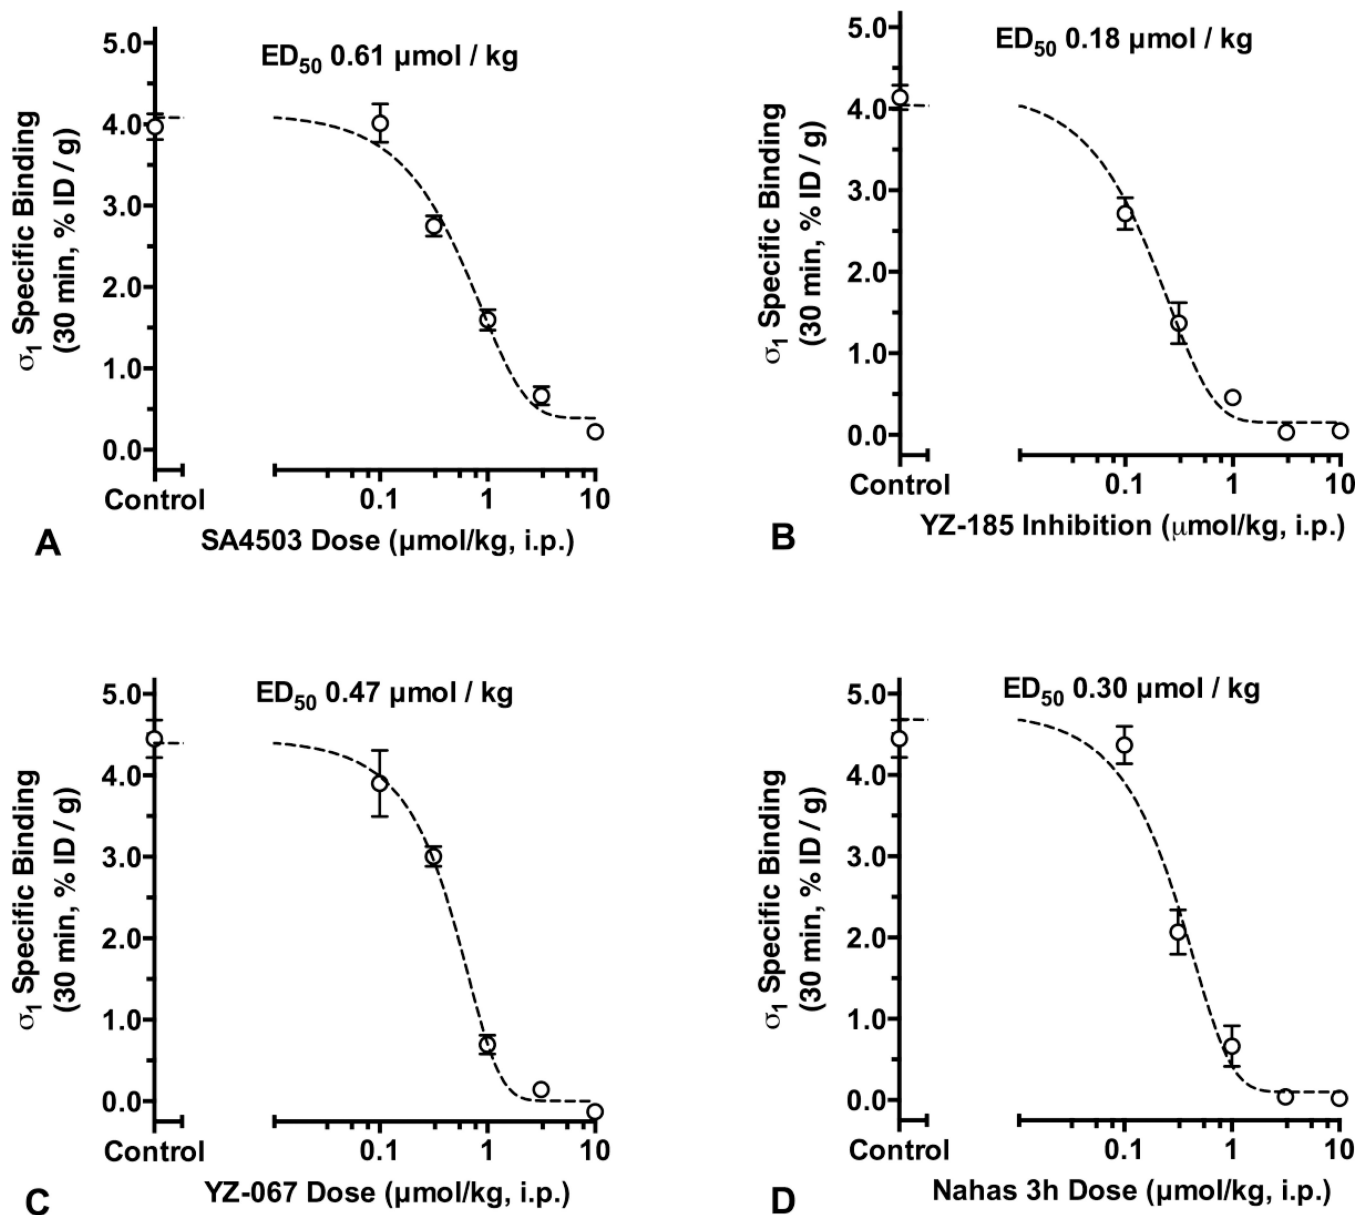 ED50 0.61 µmol / kg
σ1 Specific Binding
(30 min, % ID / g)
5.0
4.0
3.0
2.0
1.0
0.0
Control
0.1
1
10
SA4503 Dose (µmol/kg, i.p.)
A
ED50 0.18 µmol / kg
σ1 Specific Binding
(30 min, % ID / g)
5.0
4.0
3.0
2.0
1.0
0.0
Control
0.1
1
10
YZ-185 Inhibition (µmol/kg, i.p.)
B
ED50 0.47 µmol / kg
σ1 Specific Binding
(30 min, % ID / g)
5.0
4.0
3.0
2.0
1.0
0.0
Control
0.1
1
10
YZ-067 Dose (µmol/kg, i.p.)
C
ED50 0.30 µmol / kg
σ1 Specific Binding
(30 min, % ID / g)
5.0
4.0
3.0
2.0
1.0
0.0
Control
0.1
1
10
Nahas 3h Dose (µmol/kg, i.p.)
D